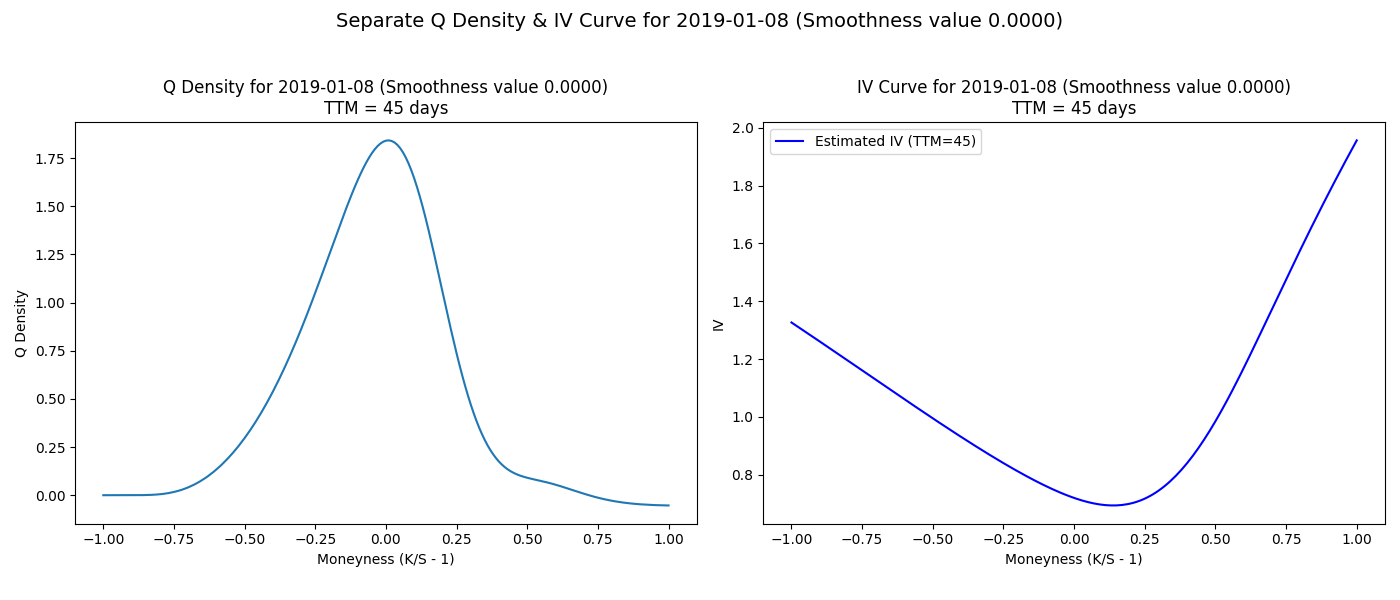 Separate Q Density & IV Curve for 2019-01-08 (Smoothness value 0.0000)
Q Density for 2019-01-08 (Smoothness value 0.0000)
TTM = 45 days
1.75
1.50
1.25
1.00
0.75
0.50
0.25
0.00
Q Density
−1.00 −0.75 −0.50 −0.25 0.00 0.25 0.50 0.75 1.00
Moneyness (K/S - 1)
IV Curve for 2019-01-08 (Smoothness value 0.0000)
TTM = 45 days
Estimated IV (TTM=45)
2.0
1.8
1.6
1.4
1.2
1.0
0.8
IV
−1.00 −0.75 −0.50 −0.25 0.00 0.25 0.50 0.75 1.00
Moneyness (K/S - 1)